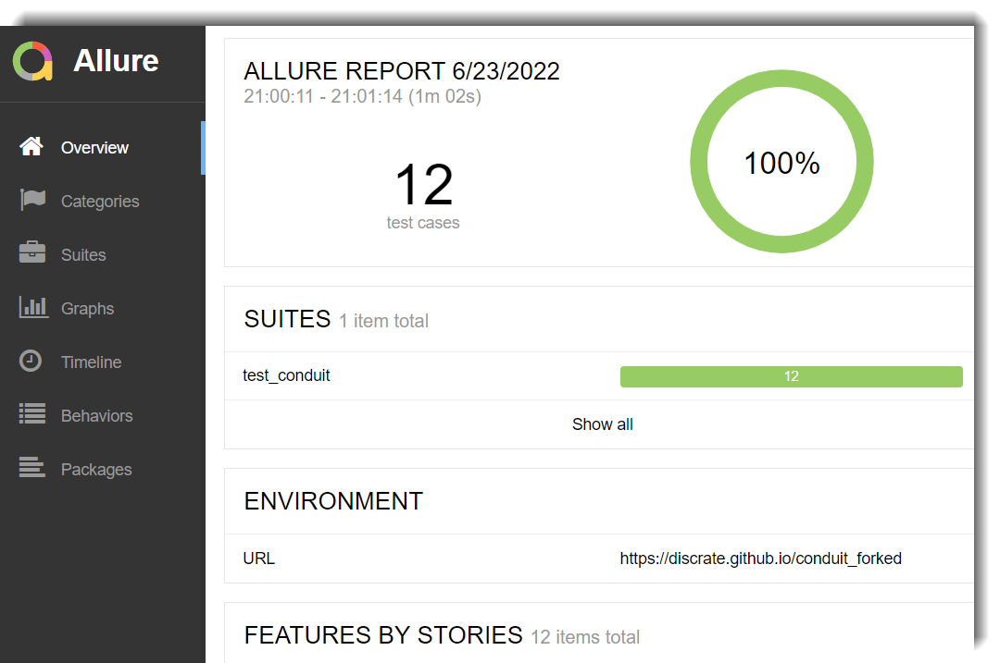 Allure
Overview
Categories
Suites
Graphs
Timeline
Behaviors
Packages
ALLURE REPORT 6/23/2022
21:00:11 - 21:01:14 (1m 02s)
12
test cases
100%
SUITES 1 item total
test_conduit 12
Show all
ENVIRONMENT
URL https://discrate.github.io/conduit_forked
FEATURES BY STORIES 12 items total